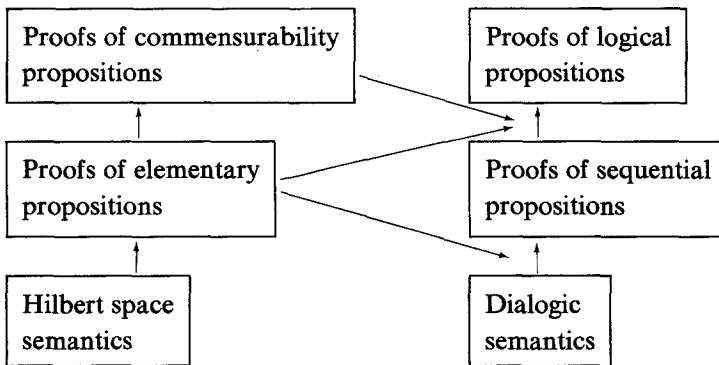 Proofs of commensurability
propositions
Proofs of logical
propositions
Proofs of elementary
propositions
Proofs of sequential
propositions
Hilbert space
semantics
Dialogic
semantics